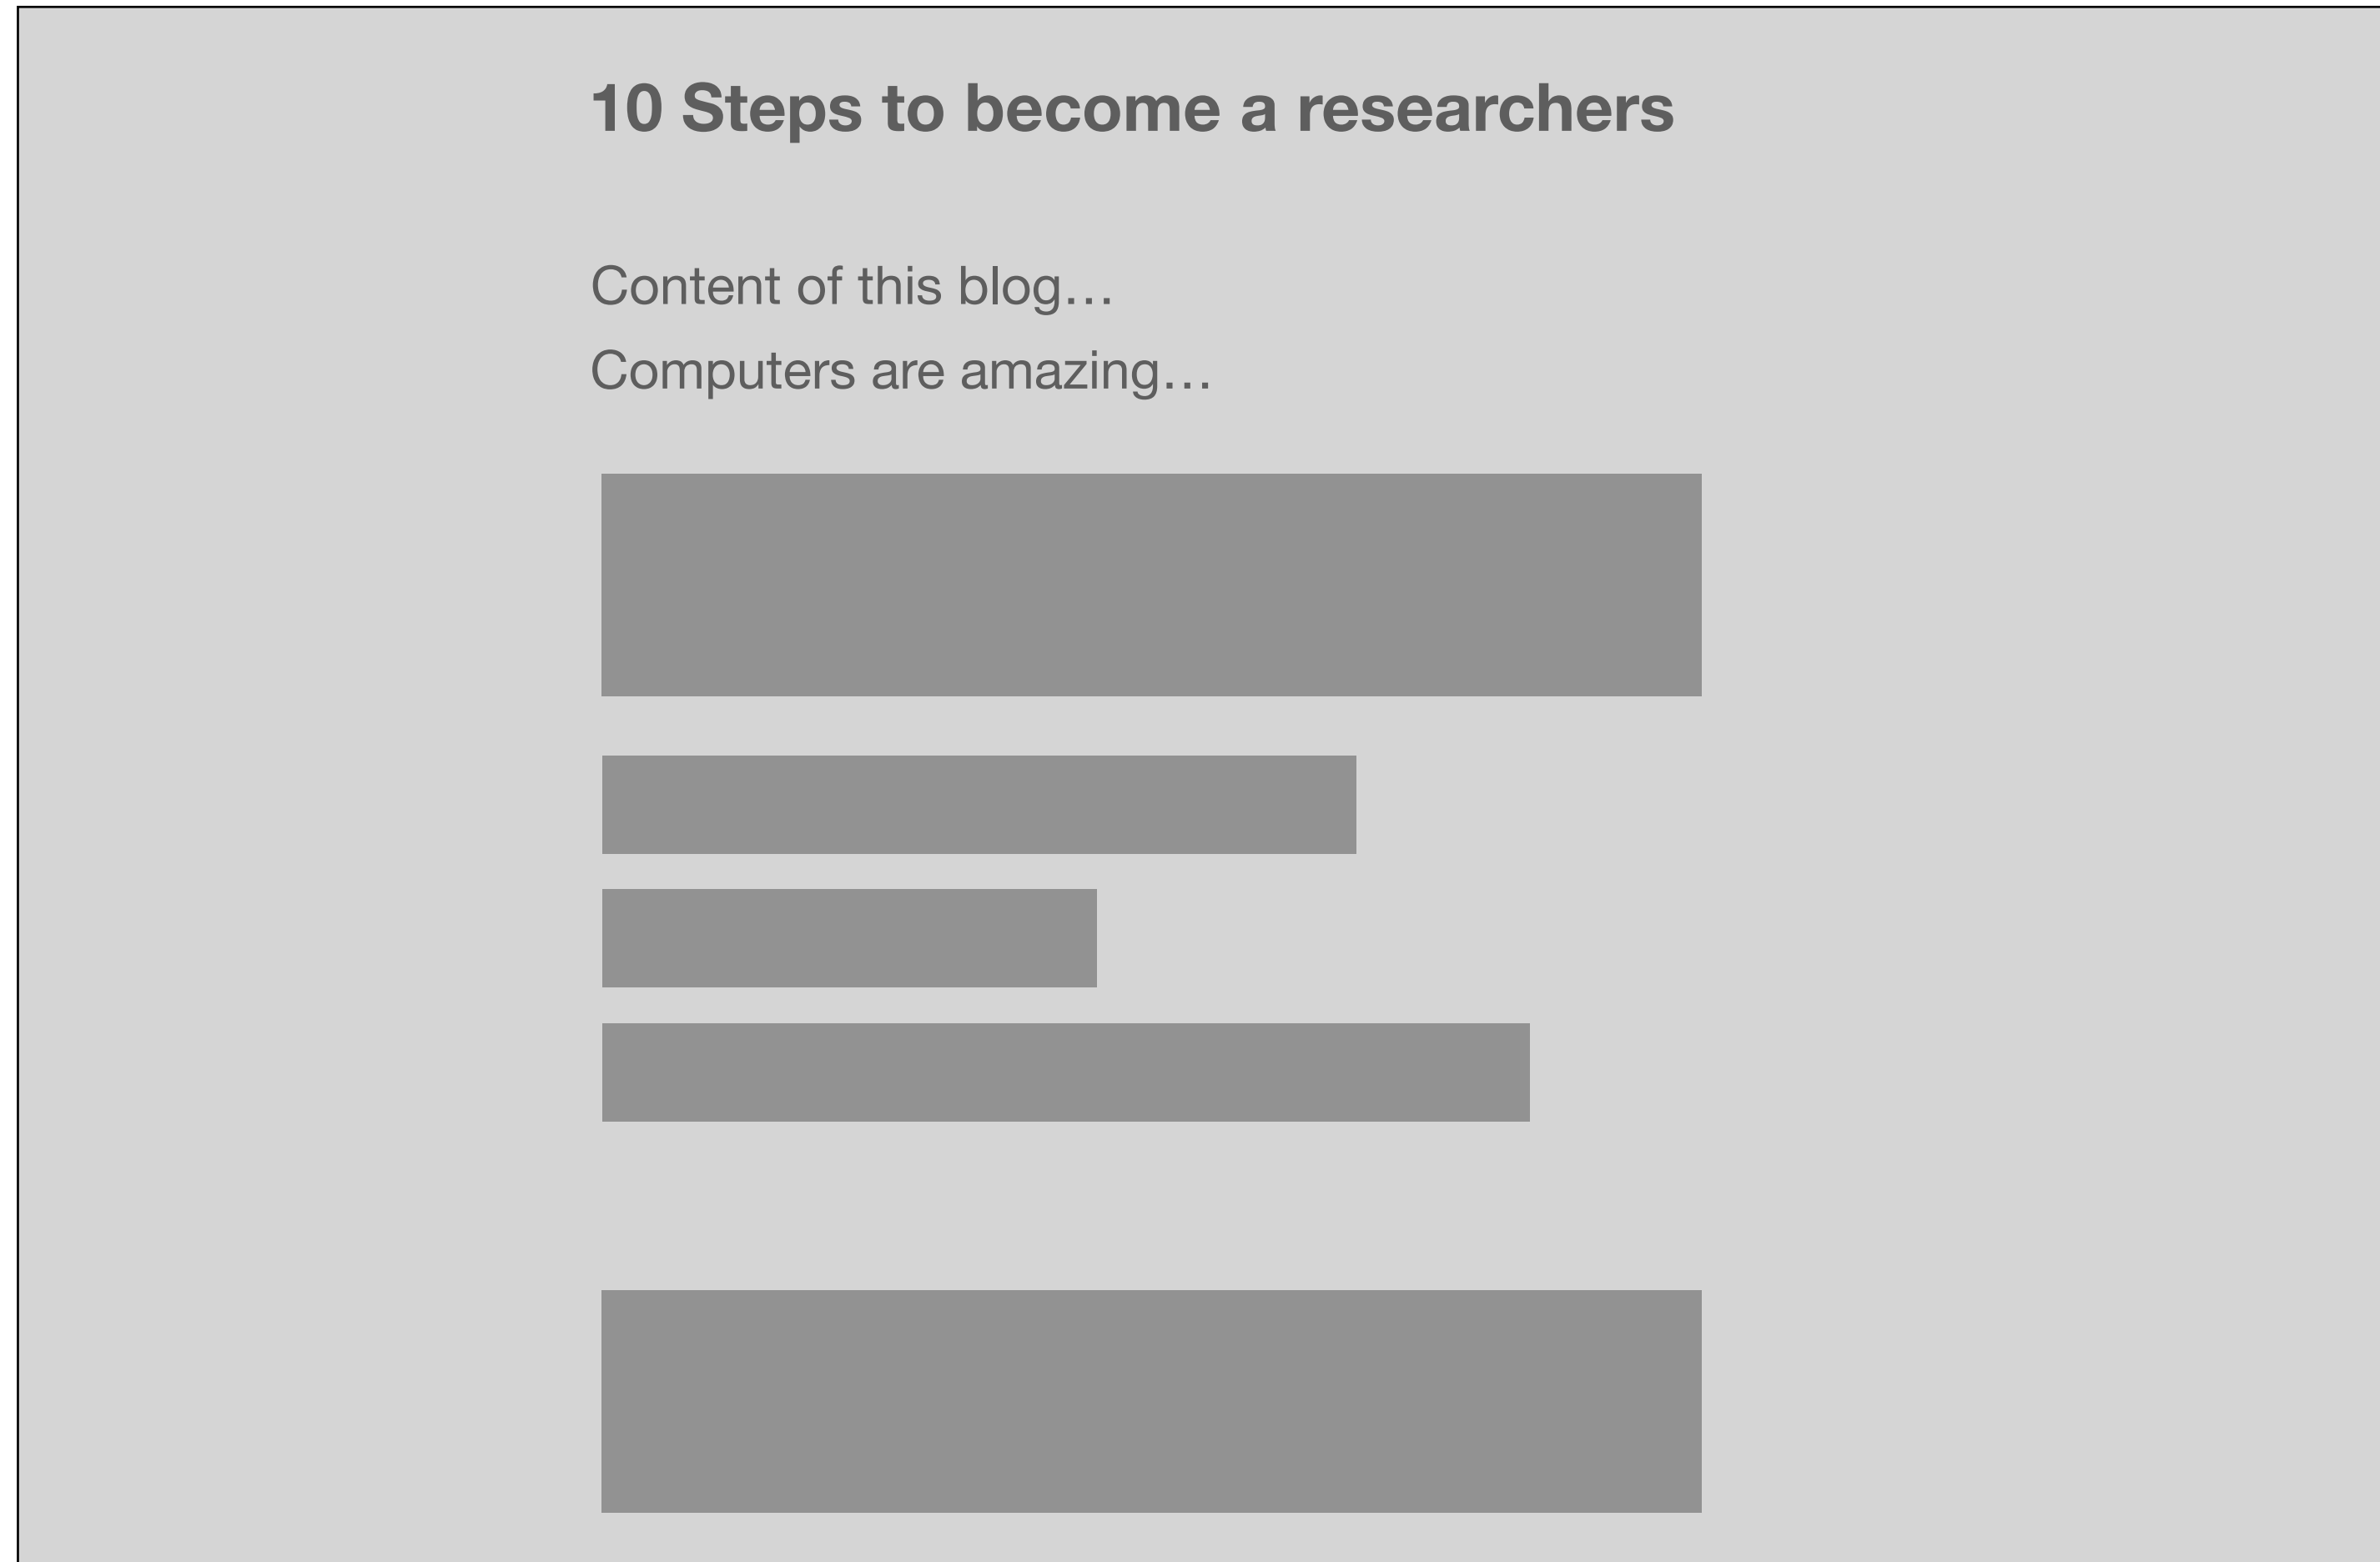 10 Steps to become a researchers
Content of this blog…
Computers are amazing…